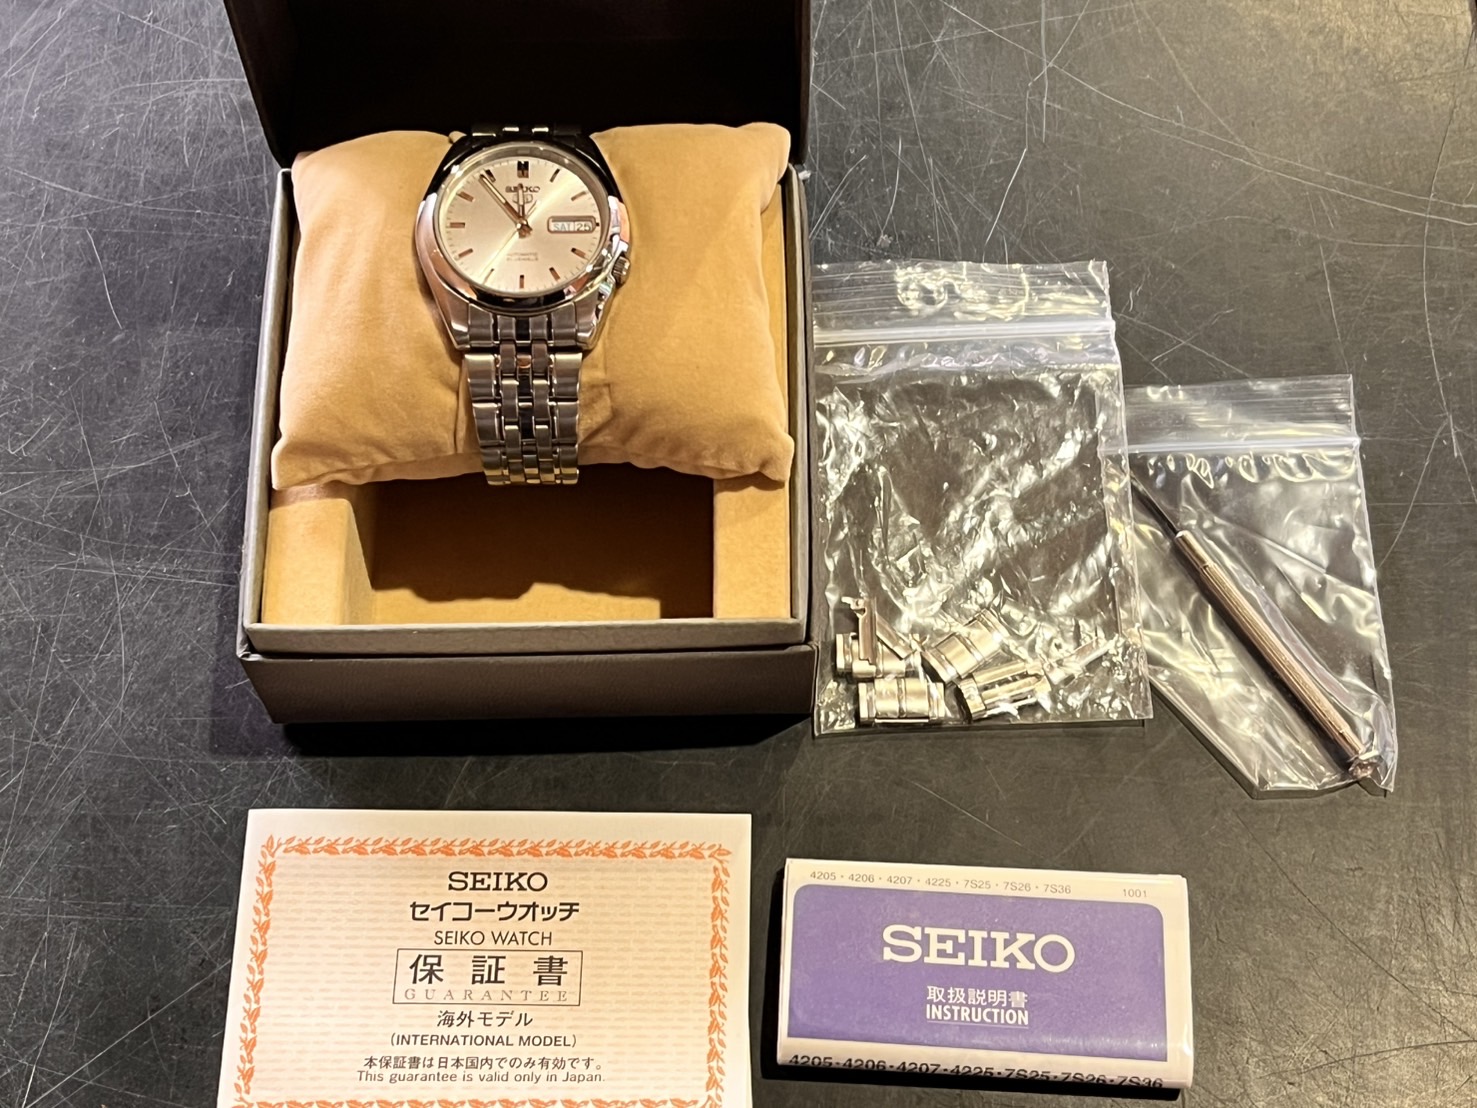 SEIKO
5
AUTOMATIC
21 JEWELS
SAT 25
SEIKO
セイコーウオッチ
SEIKO WATCH
保証書
GUARANTEE
海外モデル
(INTERNATIONAL MODEL)
本保証書は日本国内でのみ有効です。
This guarantee is valid only in Japan.
4205・4206・4207・4225・7S25・7S26・7S36 1001
SEIKO
取扱説明書
INSTRUCTION
4205・4206・4207・4225・7S25・7S26・7S36